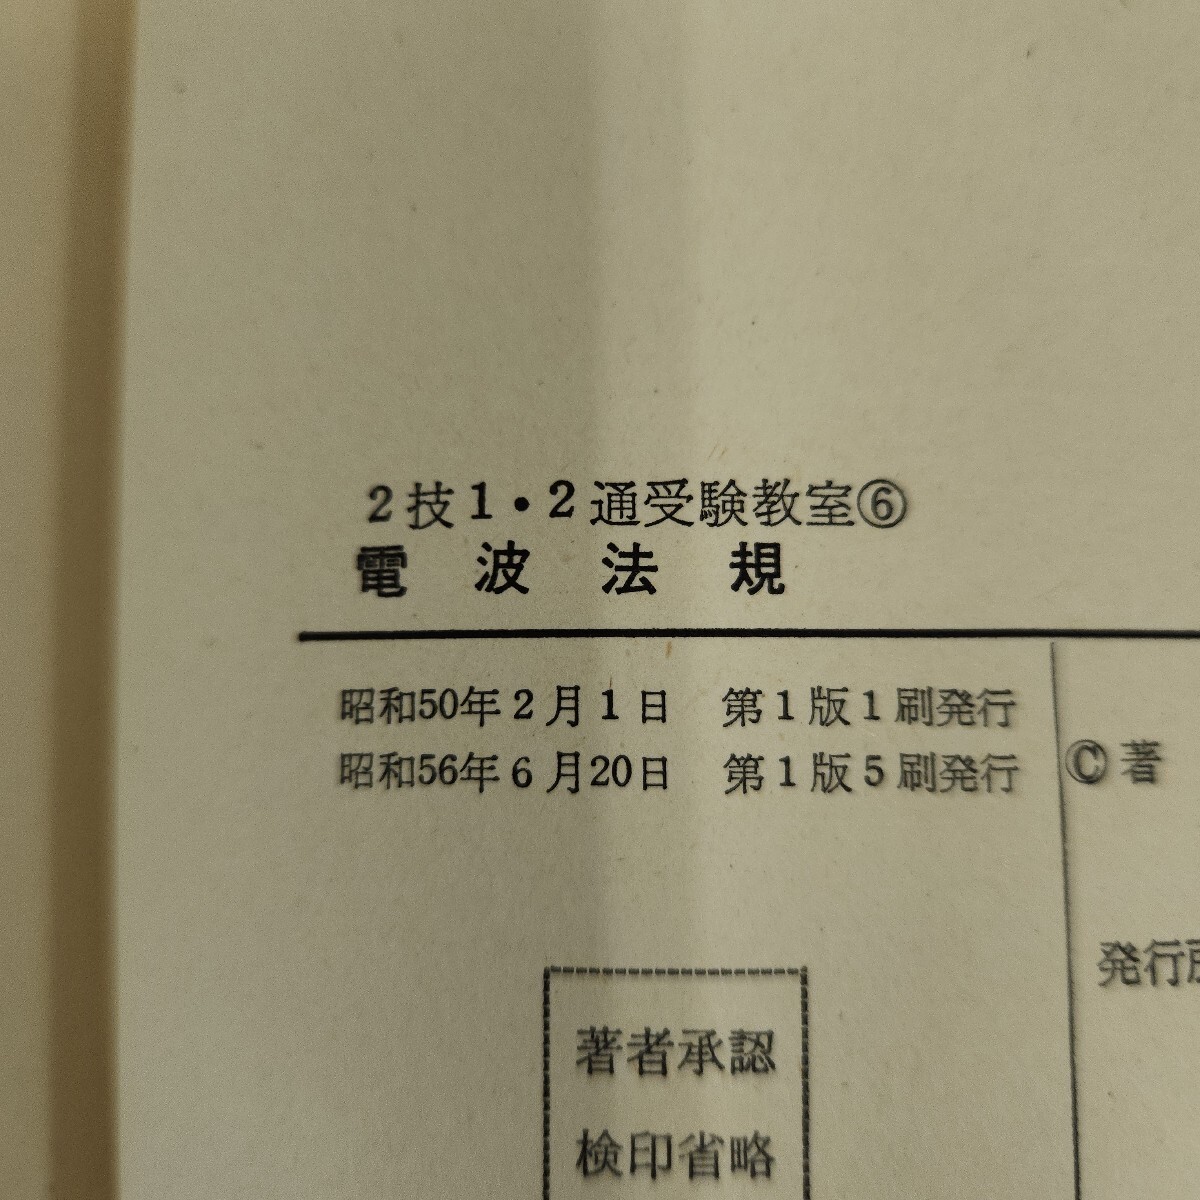 2技1・2通受験教室⑥
電波法規
昭和50年2月1日 第1版1刷発行
昭和56年6月20日 第1版5刷発行
Ⓒ著
発行所
著者承認
検印省略